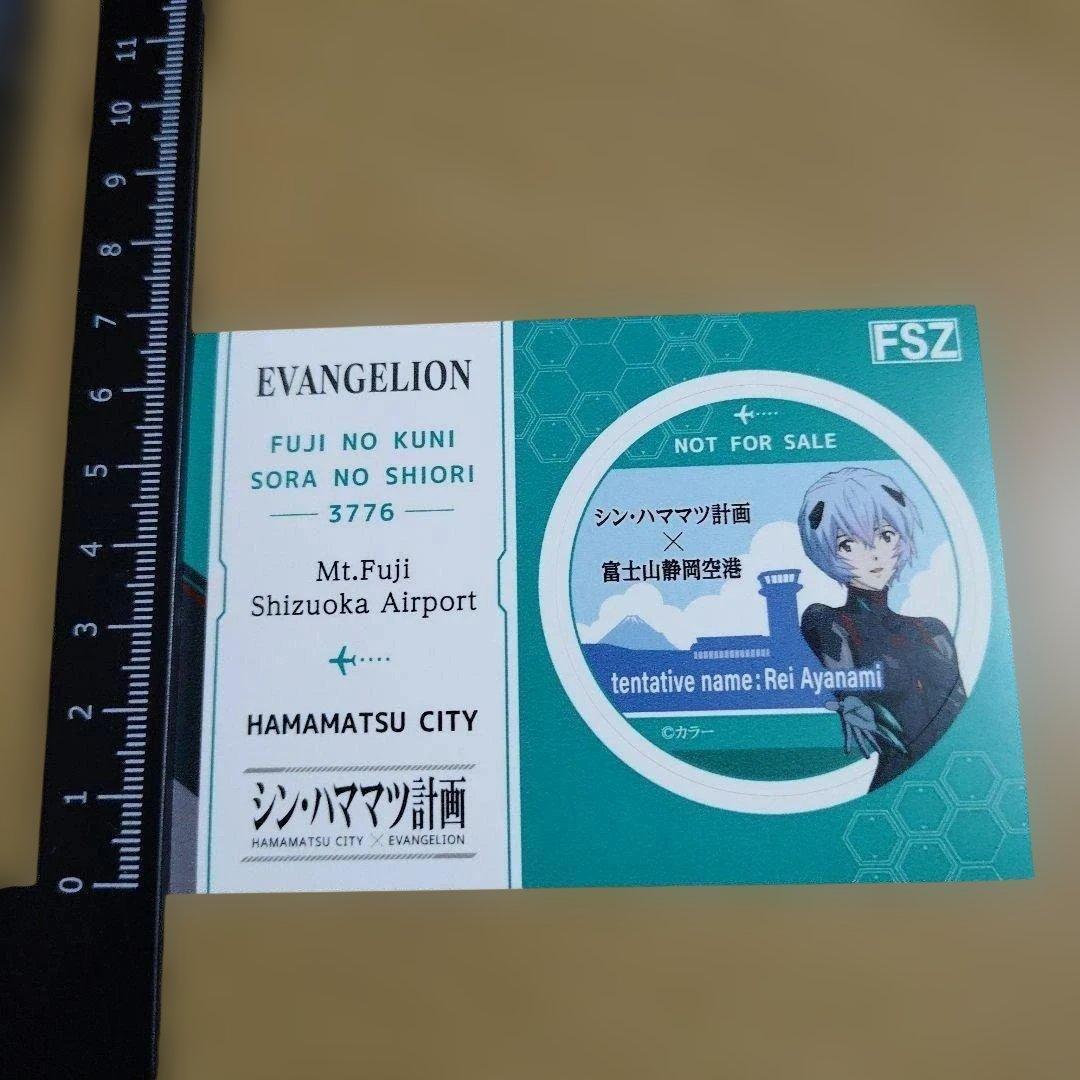 11
10
9
8
7
6
5
4
3
2
1
0
EVANGELION
FUJI NO KUNI
SORA NO SHIORI
3776
Mt.Fuji
Shizuoka Airport
HAMAMATSU CITY
シン・ハママツ計画
HAMAMATSU CITY × EVANGELION
FSZ
NOT FOR SALE
シン・ハママツ計画
×
富士山静岡空港
tentative name:Rei Ayanami
©カラー